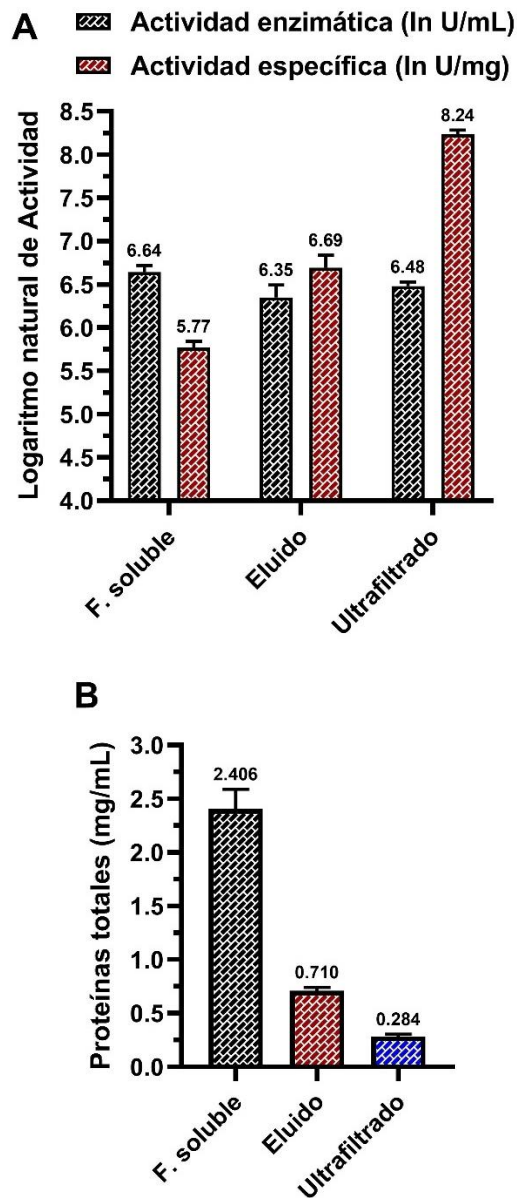 A
Actividad enzimática (ln U/mL)
Actividad específica (ln U/mg)
Logaritmo natural de Actividad
8.5
8.0
7.5
7.0
6.5
6.0
5.5
5.0
4.5
4.0
6.64
5.77
6.35
6.69
6.48
8.24
F. soluble
Eluido
Ultrafiltrado
B
Proteínas totales (mg/mL)
3.0
2.5
2.0
1.5
1.0
0.5
0.0
2.406
0.710
0.284
F. soluble
Eluido
Ultrafiltrado